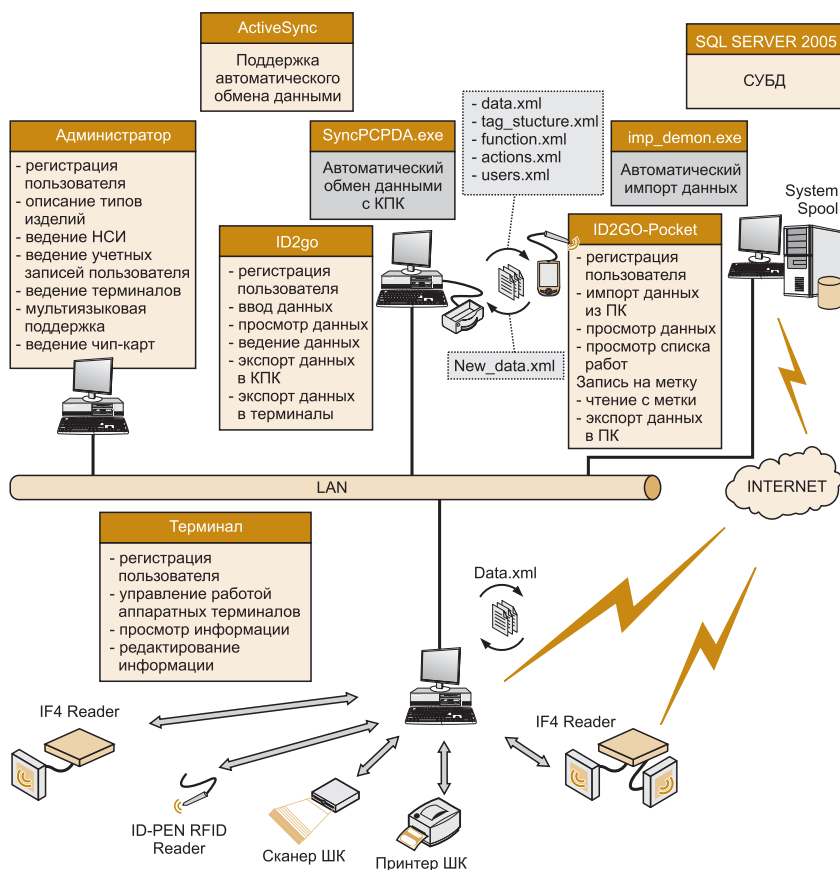 ActiveSync
Поддержка
автоматического
обмена данными
SQL SERVER 2005
СУБД
Администратор
- регистрация
пользователя
- описание типов
изделий
- ведение НСИ
- ведение учетных
записей пользователя
- ведение терминалов
- мультиязыковая
поддержка
- ведение чип-карт
SyncPCPDA.exe
Автоматический
обмен данными
с КПК
- data.xml
- tag_stucture.xml
- function.xml
- actions.xml
- users.xml
imp_demon.exe
Автоматический
импорт данных
System
Spool
ID2go
- регистрация
пользователя
- ввод данных
- просмотр данных
- ведение данных
- экспорт данных
в КПК
- экспорт данных
в терминалы
New_data.xml
ID2GO-Pocket
- регистрация
пользователя
- импорт данных
из ПК
- просмотр данных
- просмотр списка
работ
Запись на метку
- чтение с метки
- экспорт данных
в ПК
LAN
INTERNET
Терминал
- регистрация
пользователя
- управление работой
аппаратных терминалов
- просмотр информации
- редактирование
информации
Data.xml
IF4 Reader
IF4 Reader
ID-PEN RFID
Reader
Сканер ШК
Принтер ШК